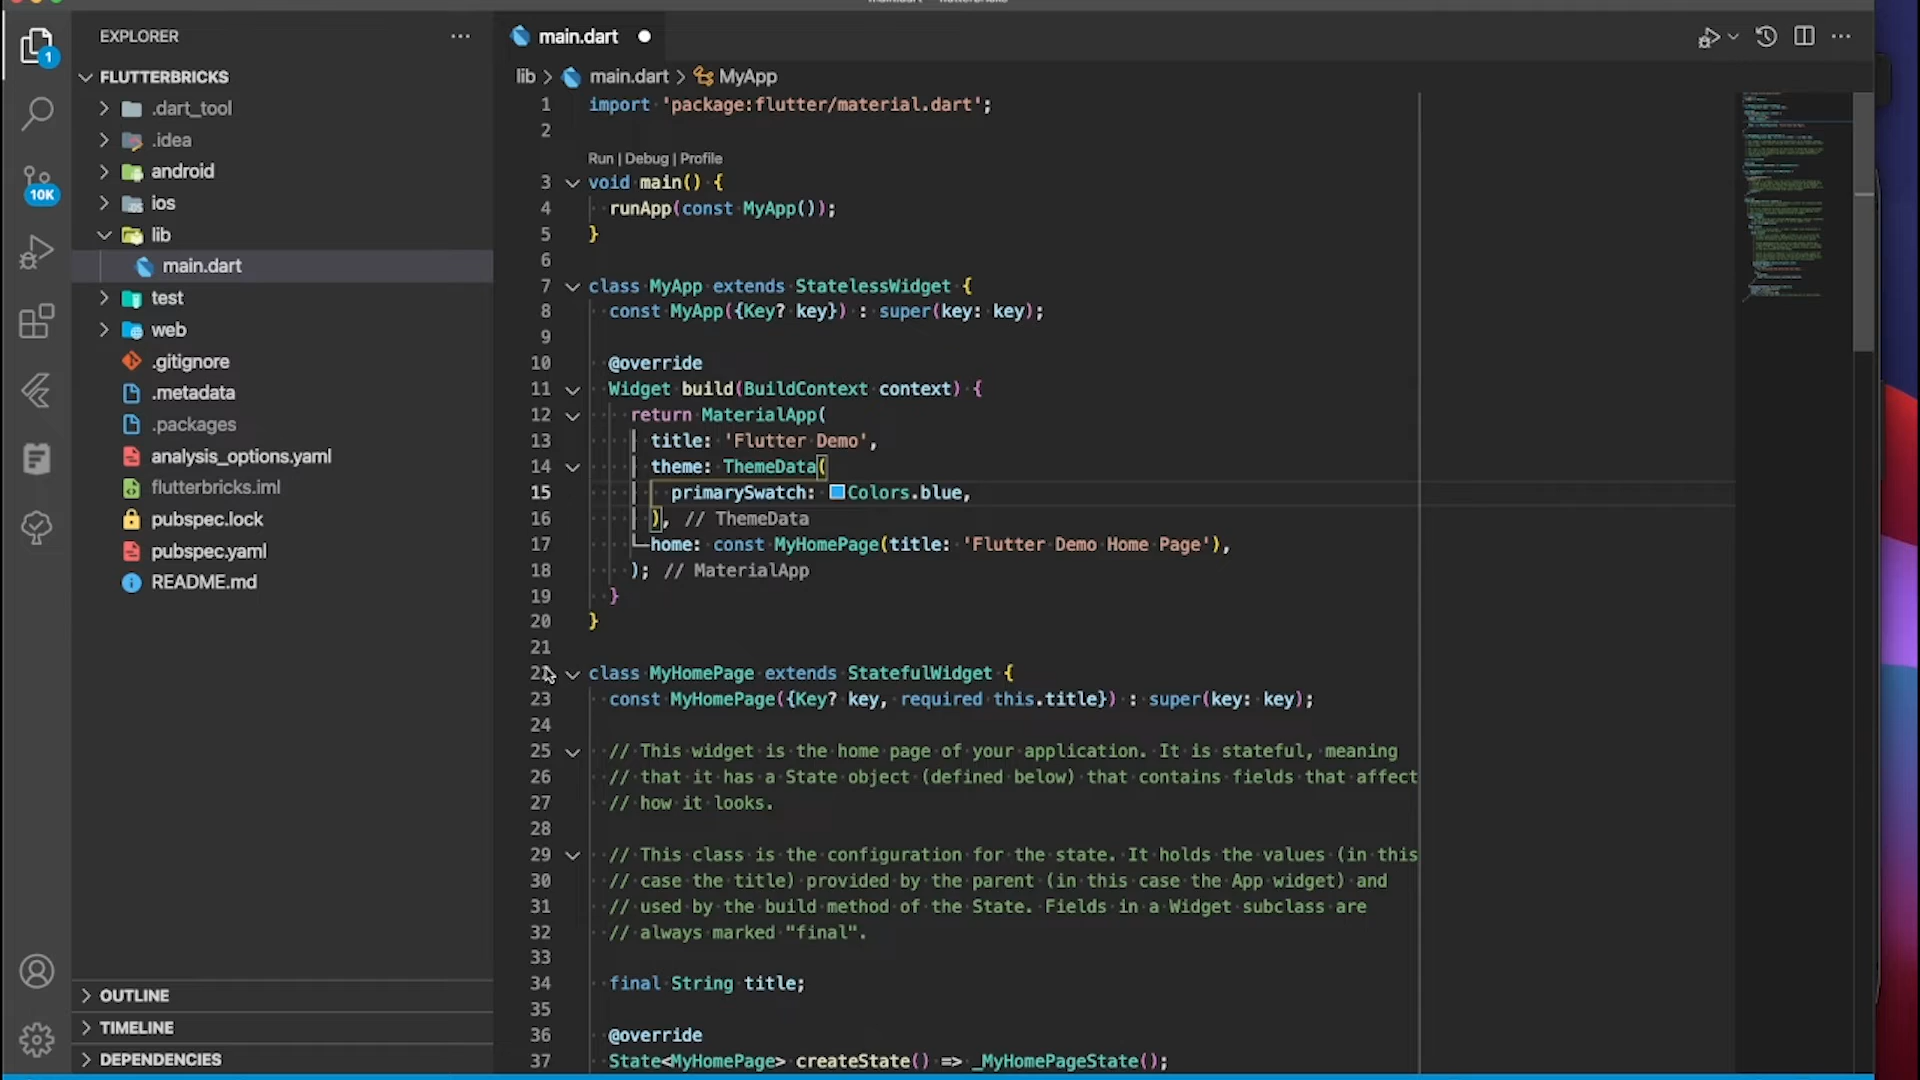 EXPLORER
FLUTTERBRICKS
.dart_tool
.idea
android
ios
lib
main.dart
test
web
.gitignore
.metadata
.packages
analysis_options.yaml
flutterbricks.iml
pubspec.lock
pubspec.yaml
README.md
OUTLINE
TIMELINE
DEPENDENCIES
1
10K
main.dart
lib > main.dart > MyApp
1 import 'package:flutter/material.dart';
2
Run | Debug | Profile
3 void main() {
4 runApp(const MyApp());
5 }
6
7 class MyApp extends StatelessWidget {
8 const MyApp({Key? key}) : super(key: key);
9
10 @override
11 Widget build(BuildContext context) {
12 return MaterialApp(
13 title: 'Flutter Demo',
14 theme: ThemeData(
15 primarySwatch: Colors.blue,
16 ), // ThemeData
17 home: const MyHomePage(title: 'Flutter Demo Home Page'),
18 ); // MaterialApp
19 }
20 }
21
22 class MyHomePage extends StatefulWidget {
23 const MyHomePage({Key? key, required this.title}) : super(key: key);
24
25 // This widget is the home page of your application. It is stateful, meaning
26 // that it has a State object (defined below) that contains fields that affect
27 // how it looks.
28
29 // This class is the configuration for the state. It holds the values (in this
30 // case the title) provided by the parent (in this case the App widget) and
31 // used by the build method of the State. Fields in a Widget subclass are
32 // always marked "final".
33
34 final String title;
35
36 @override
37 State<MyHomePage> createState() => _MyHomePageState();